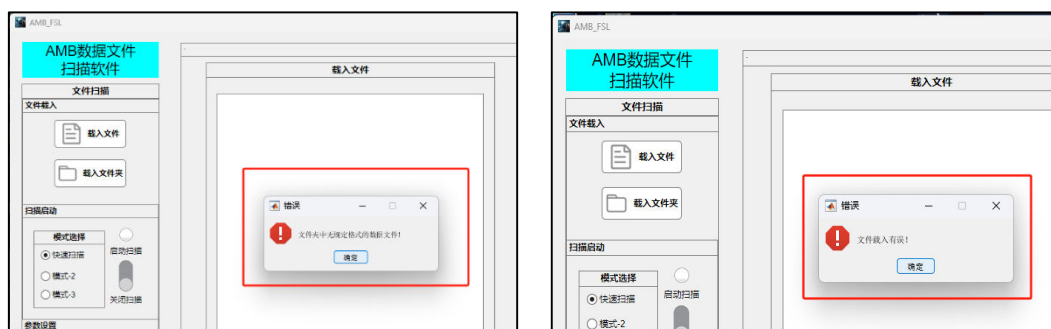 AMB_FSL
AMB数据文件
扫描软件
文件扫描
文件载入
载入文件
载入文件夹
扫描启动
模式选择
快速扫描
模式-2
模式-3
启动扫描
关闭扫描
参数设置
载入文件
错误
文件夹中无规定格式的数据文件!
确定
AMB_FSL
AMB数据文件
扫描软件
文件扫描
文件载入
载入文件
载入文件夹
扫描启动
模式选择
快速扫描
模式-2
启动扫描
载入文件
错误
文件载入有误!
确定